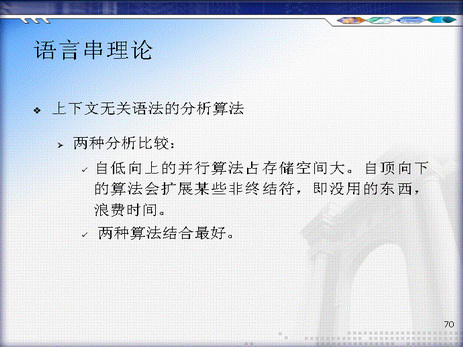 语言串理论
上下文无关语法的分析算法
两种分析比较：
自低向上的并行算法占存储空间大。自顶向下
的算法会扩展某些非终结符，即没用的东西，
浪费时间。
两种算法结合最好。
70